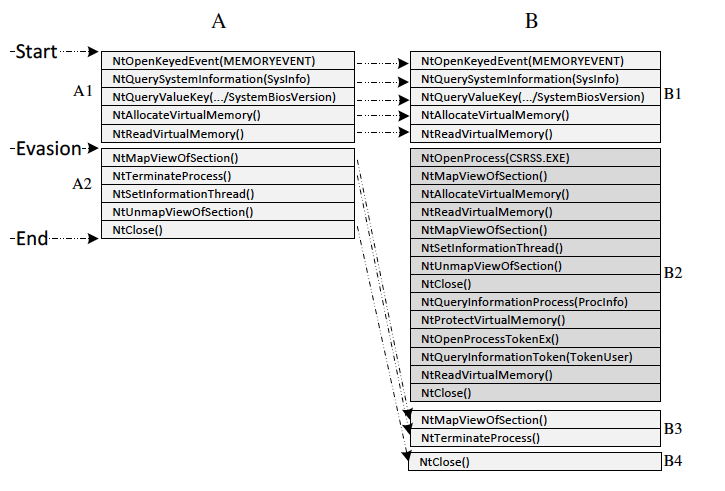 A
B
Start
NtOpenKeyedEvent(MEMORYEVENT)
NtQuerySystemInformation(SysInfo)
A1
NtQueryValueKey(.../SystemBiosVersion)
NtAllocateVirtualMemory()
NtReadVirtualMemory()
Evasion
NtMapViewOfSection()
NtTerminateProcess()
A2
NtSetInformationThread()
NtUnmapViewOfSection()
NtClose()
End
NtOpenKeyedEvent(MEMORYEVENT)
NtQuerySystemInformation(SysInfo)
NtQueryValueKey(.../SystemBiosVersion)
B1
NtAllocateVirtualMemory()
NtReadVirtualMemory()
NtOpenProcess(CSRSS.EXE)
NtMapViewOfSection()
NtAllocateVirtualMemory()
NtReadVirtualMemory()
NtMapViewOfSection()
NtSetInformationThread()
NtUnmapViewOfSection()
B2
NtClose()
NtQueryInformationProcess(ProcInfo)
NtProtectVirtualMemory()
NtOpenProcessTokenEx()
NtQueryInformationToken(TokenUser)
NtReadVirtualMemory()
NtClose()
NtMapViewOfSection()
B3
NtTerminateProcess()
NtClose()
B4